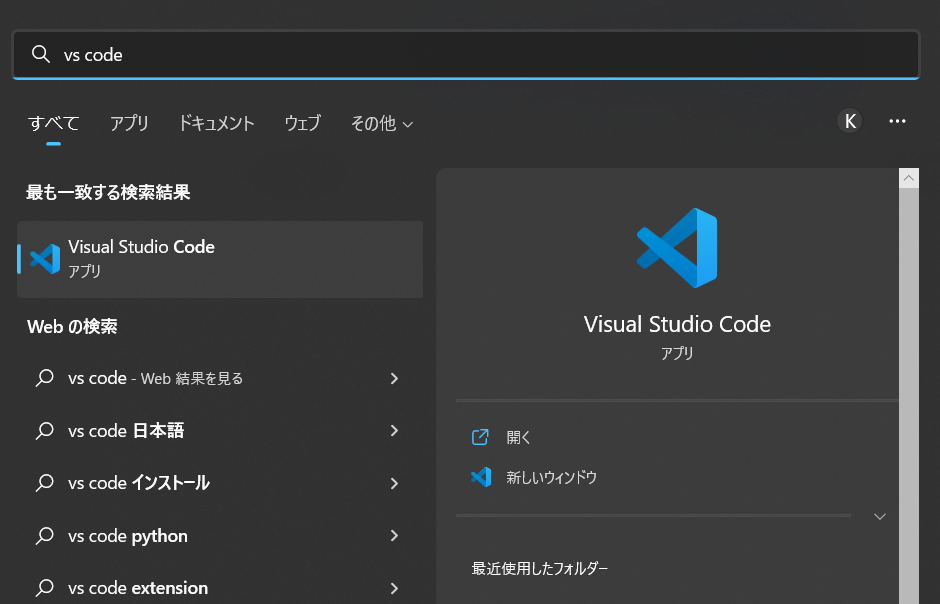 vs code
すべて アプリ ドキュメント ウェブ その他
K
最も一致する検索結果
Visual Studio Code
アプリ
Web の検索
vs code - Web 結果を見る
vs code 日本語
vs code インストール
vs code python
vs code extension
Visual Studio Code
アプリ
開く
新しいウィンドウ
最近使用したフォルダー